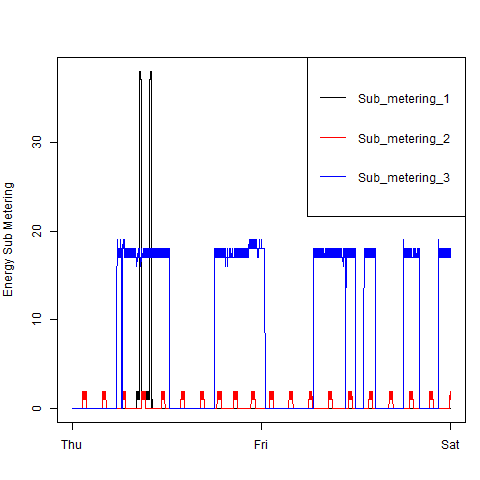 Sub_metering_1
Sub_metering_2
Sub_metering_3
Energy Sub Metering
30
20
10
0
Thu Fri Sat